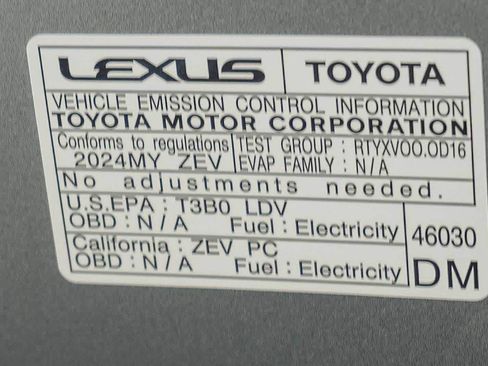 LEXUS TOYOTA
VEHICLE EMISSION CONTROL INFORMATION
TOYOTA MOTOR CORPORATION
Conforms to regulations TEST GROUP : RTYXV00.0D16
2024MY ZEV EVAP FAMILY : N/A
No adjustments needed.
U.S.EPA : T3B0 LDV
OBD : N/A Fuel : Electricity
California : ZEV PC
OBD : N/A Fuel : Electricity
46030
DM